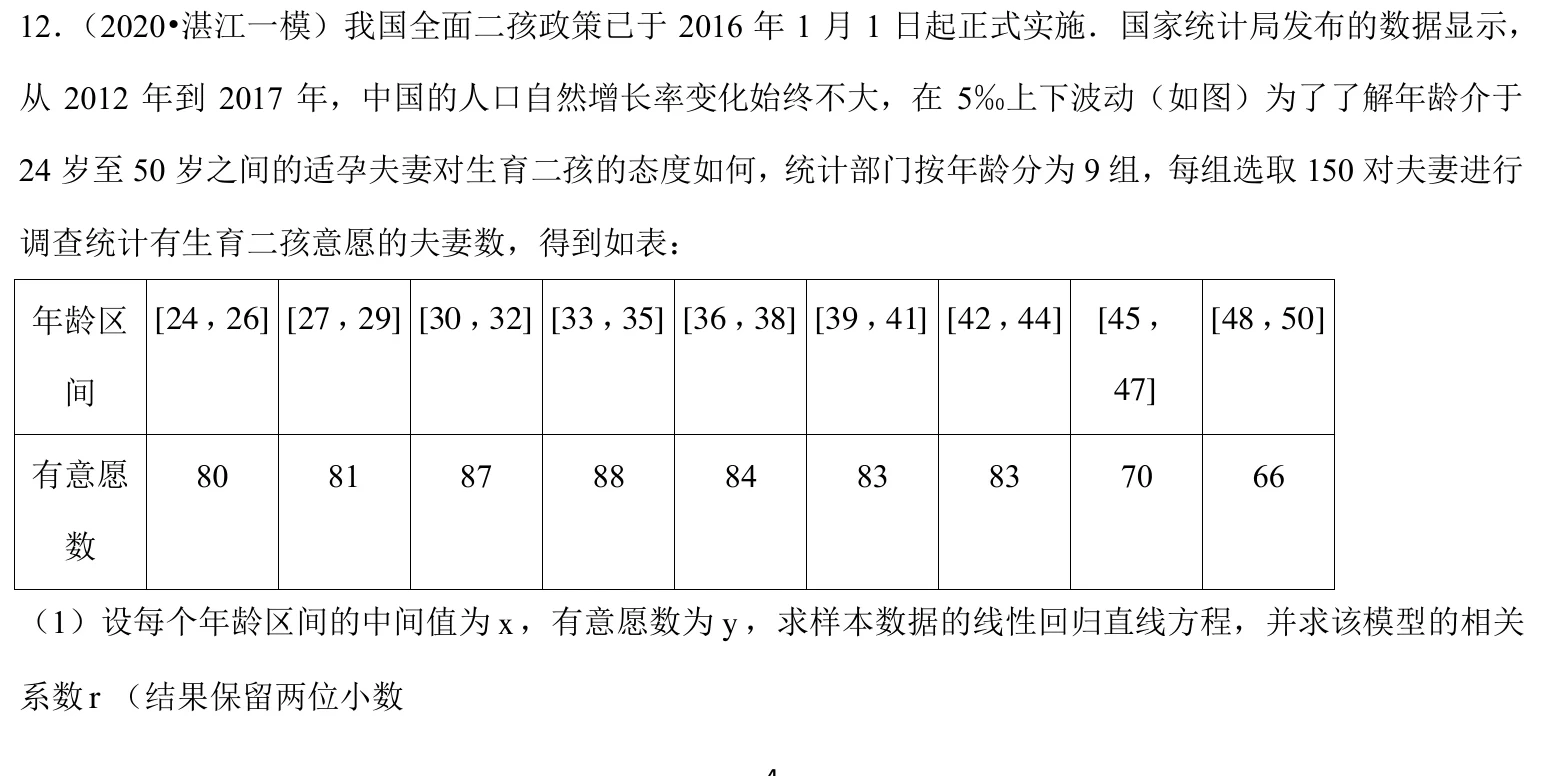 12.（2020•湛江一模）我国全面二孩政策已于 2016 年 1 月 1 日起正式实施．国家统计局发布的数据显示，
从 2012 年到 2017 年，中国的人口自然增长率变化始终不大，在 5‰上下波动（如图）为了了解年龄介于
24 岁至 50 岁之间的适孕夫妻对生育二孩的态度如何，统计部门按年龄分为 9 组，每组选取 150 对夫妻进行
调查统计有生育二孩意愿的夫妻数，得到如表：
年龄区 [24，26] [27，29] [30，32] [33，35] [36，38] [39，41] [42，44] [45， [48，50]
间 47]
有意愿 80 81 87 88 84 83 83 70 66
数
（1）设每个年龄区间的中间值为 x，有意愿数为 y，求样本数据的线性回归直线方程，并求该模型的相关
系数 r （结果保留两位小数